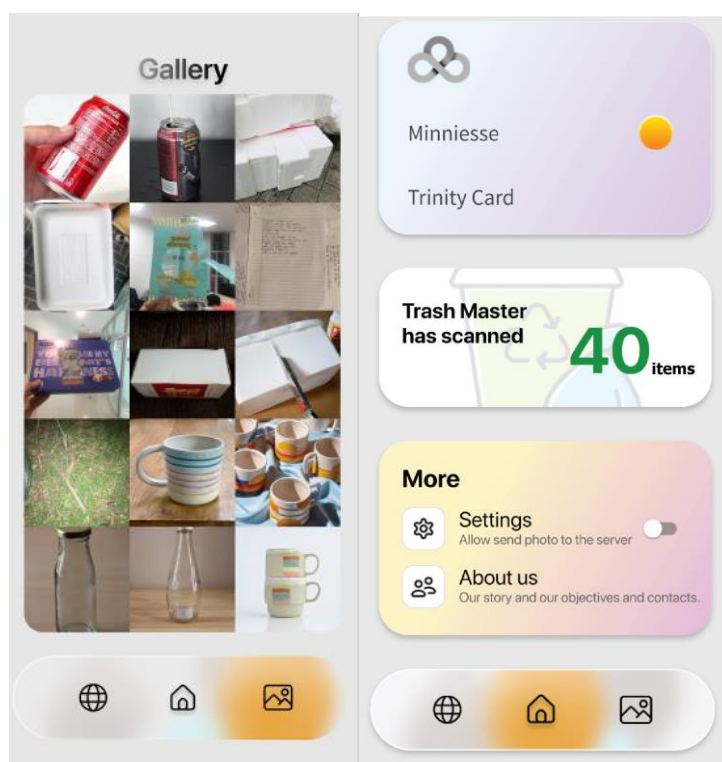 Gallery
Minniesse
Trinity Card
Trash Master
has scanned
40
items
More
Settings
Allow send photo to the server
About us
Our story and our objectives and contacts.